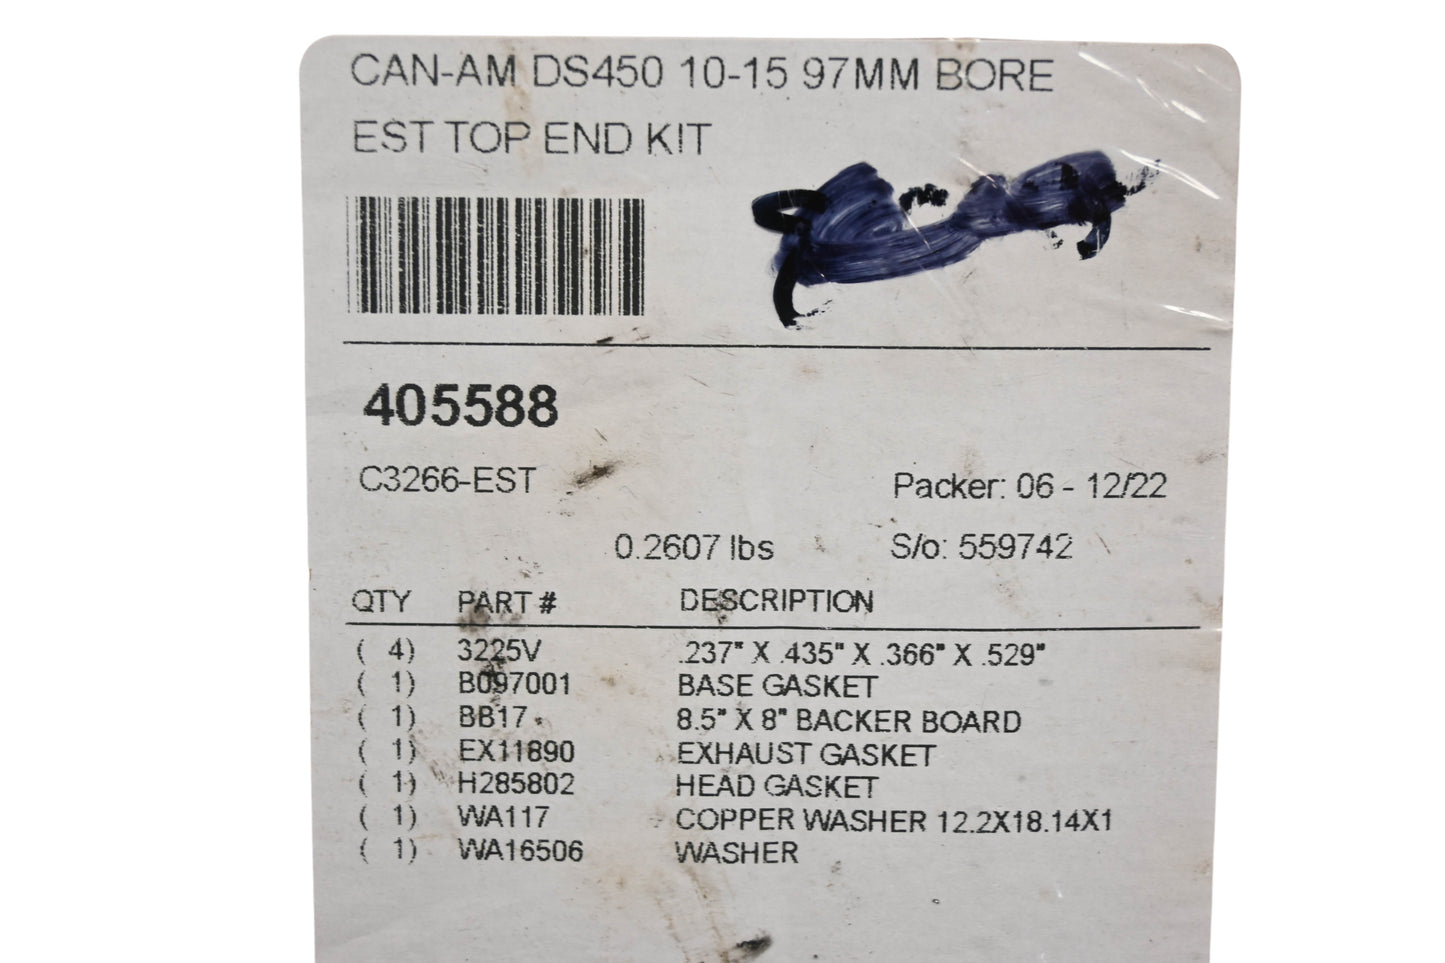 CAN-AM DS450 10-15 97MM BORE
EST TOP END KIT
405588
C3266-EST
Packer: 06 - 12/22
0.2607 lbs
S/o: 559742
QTY PART # DESCRIPTION
( 4) 3225V .237" X .435" X .366" X .529"
( 1) B097001 BASE GASKET
( 1) BB17 8.5" X 8" BACKER BOARD
( 1) EX11890 EXHAUST GASKET
( 1) H285802 HEAD GASKET
( 1) WA117 COPPER WASHER 12.2X18.14X1
( 1) WA16506 WASHER